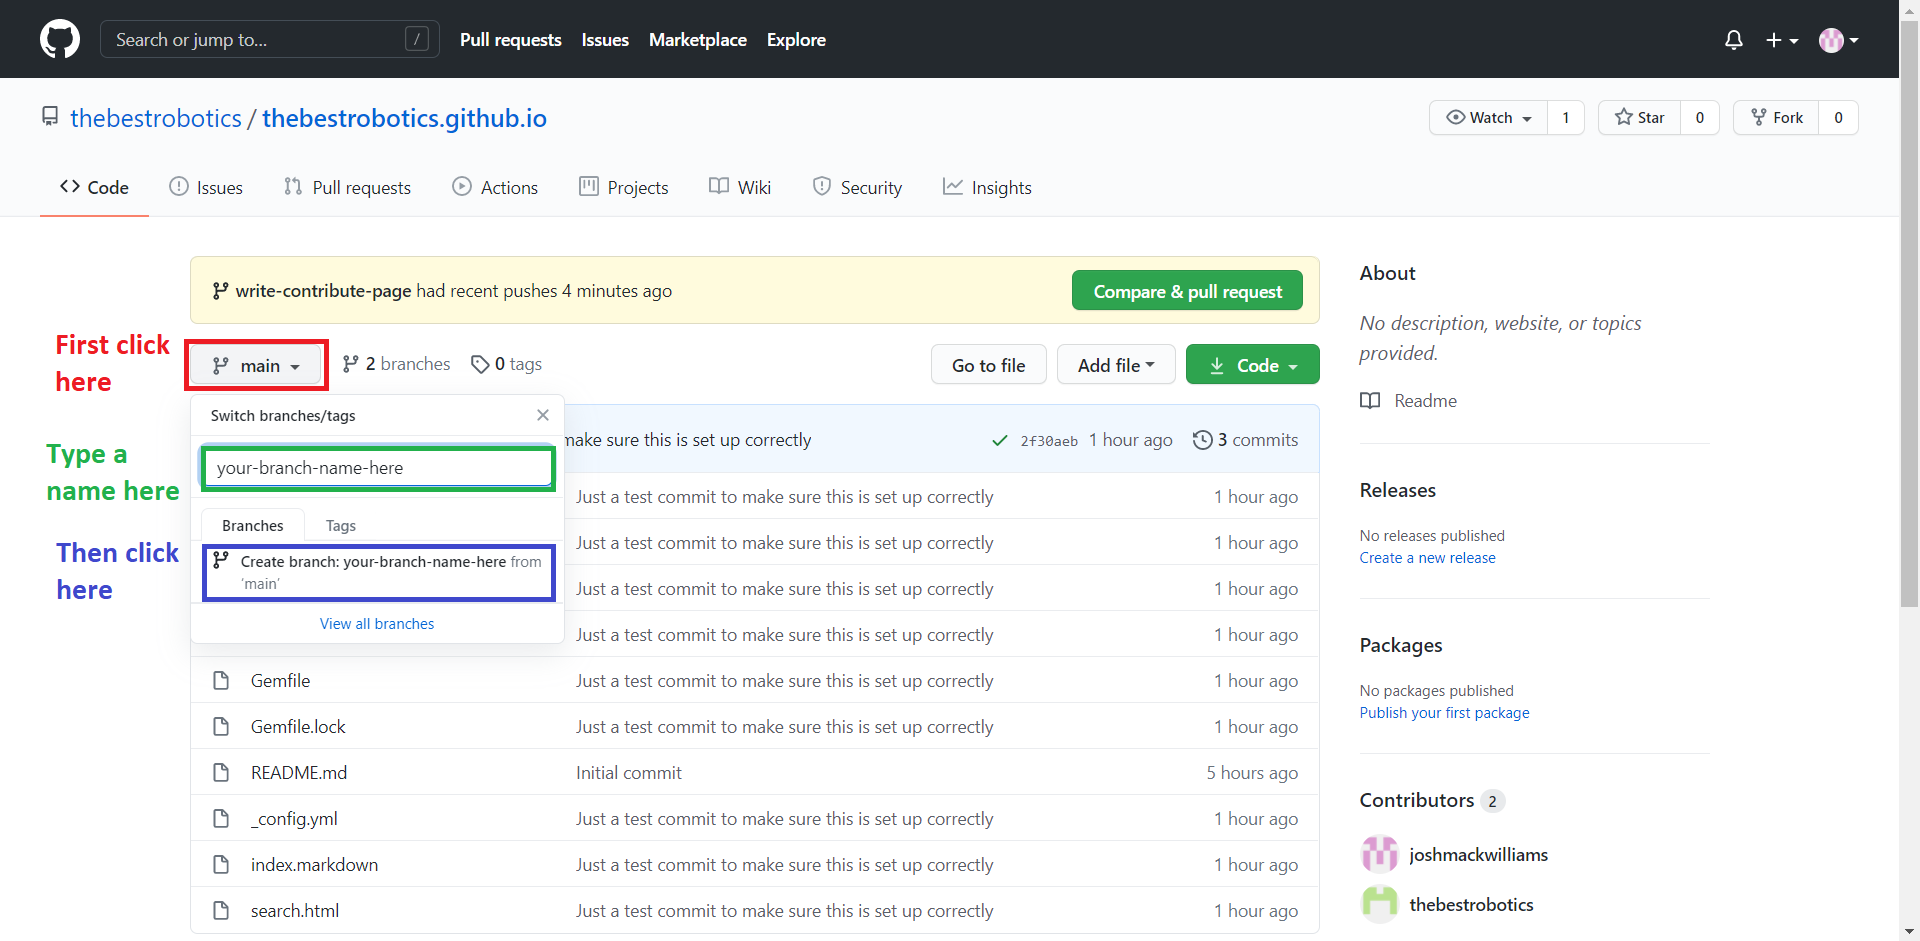 Search or jump to... /
Pull requests Issues Marketplace Explore
thebestrobotics / thebestrobotics.github.io
Watch 1 Star 0 Fork 0
Code Issues Pull requests Actions Projects Wiki Security Insights
write-contribute-page had recent pushes 4 minutes ago
Compare & pull request
First click
here
main 2 branches 0 tags
Go to file Add file Code
Switch branches/tags
make sure this is set up correctly 2f30aeb 1 hour ago 3 commits
Type a
name here
your-branch-name-here
Just a test commit to make sure this is set up correctly 1 hour ago
Branches Tags
Just a test commit to make sure this is set up correctly 1 hour ago
Then click
here
Create branch: your-branch-name-here from
'main'
Just a test commit to make sure this is set up correctly 1 hour ago
View all branches
Just a test commit to make sure this is set up correctly 1 hour ago
Gemfile Just a test commit to make sure this is set up correctly 1 hour ago
Gemfile.lock Just a test commit to make sure this is set up correctly 1 hour ago
README.md Initial commit 5 hours ago
_config.yml Just a test commit to make sure this is set up correctly 1 hour ago
index.markdown Just a test commit to make sure this is set up correctly 1 hour ago
search.html Just a test commit to make sure this is set up correctly 1 hour ago
About
No description, website, or topics
provided.
Readme
Releases
No releases published
Create a new release
Packages
No packages published
Publish your first package
Contributors 2
joshmackwilliams
thebestrobotics